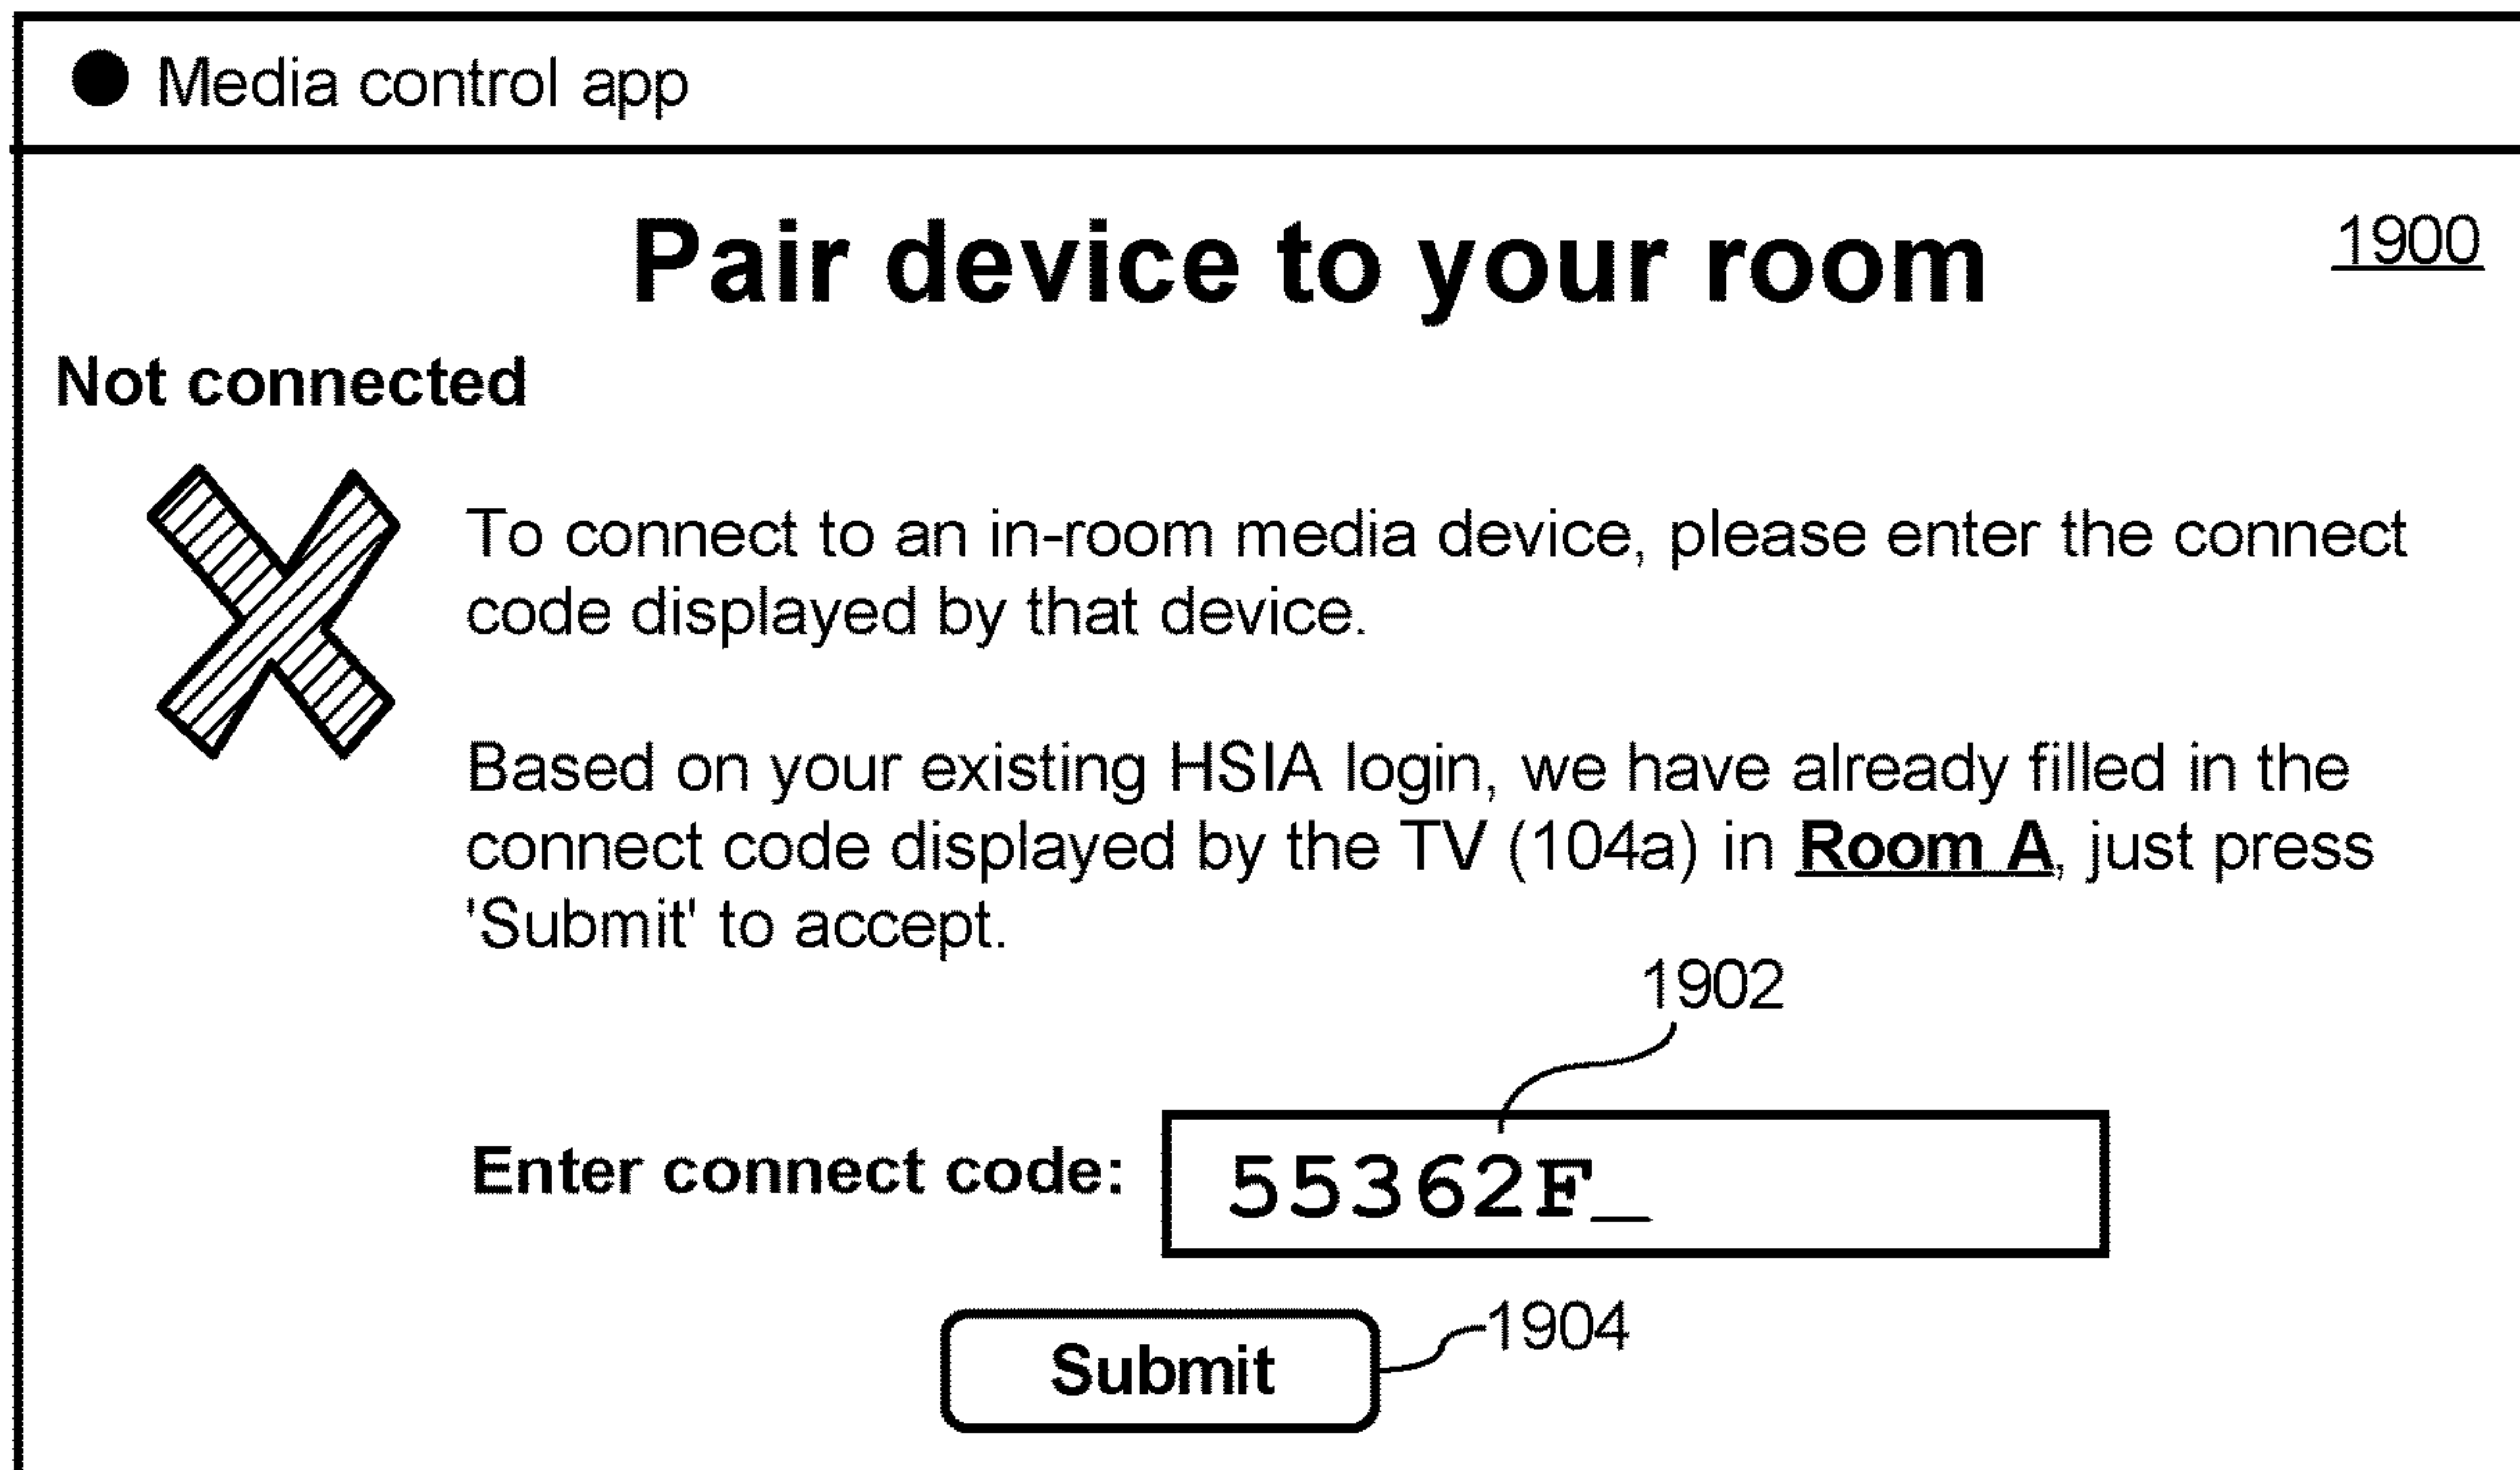 Media control app
Pair device to your room
1900
Not connected
To connect to an in-room media device, please enter the connect
code displayed by that device.
Based on your existing HSIA login, we have already filled in the
connect code displayed by the TV (104a) in Room A, just press
'Submit' to accept.
1902
Enter connect code: 55362F_
Submit
1904